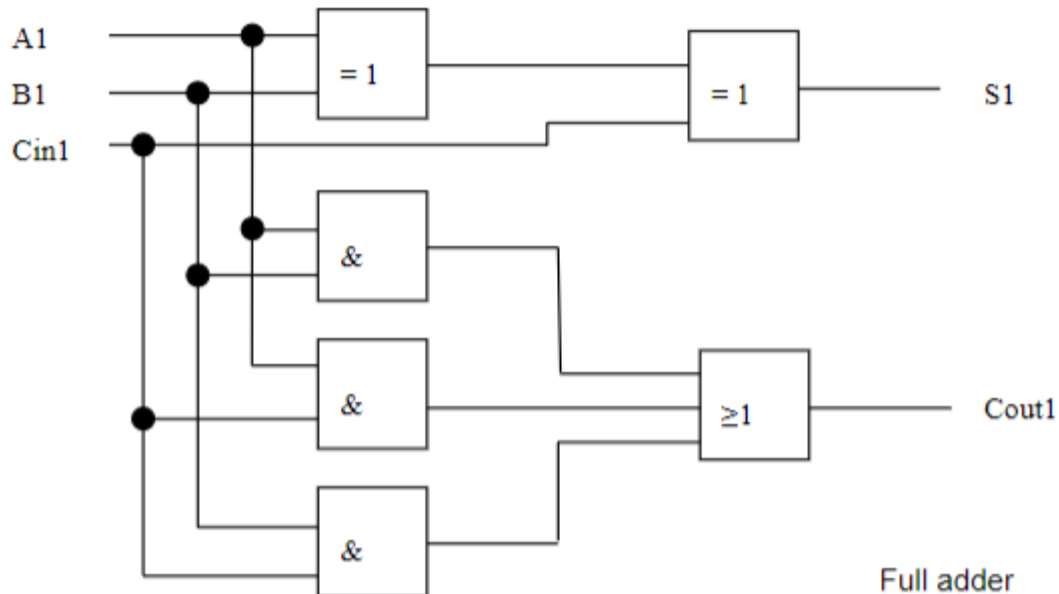 A1
= 1
B1
= 1
S1
Cin1
&
&
≥1
Cout1
&
Full adder